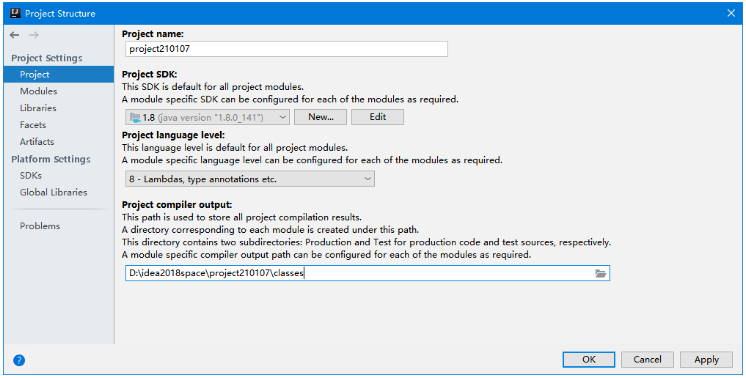 Project Structure
Project Settings
Project
Modules
Libraries
Facets
Artifacts
Platform Settings
SDKs
Global Libraries
Problems
Project name:
project210107
Project SDK:
This SDK is default for all project modules.
A module specific SDK can be configured for each of the modules as required.
1.8 (java version "1.8.0_141") New... Edit
Project language level:
This language level is default for all project modules.
A module specific language level can be configured for each of the modules as required.
8 - Lambdas, type annotations etc.
Project compiler output:
This path is used to store all project compilation results.
A directory corresponding to each module is created under this path.
This directory contains two subdirectories: Production and Test for production code and test sources, respectively.
A module specific compiler output path can be configured for each of the modules as required.
D:\idea2018space\project210107\classes
? OK Cancel Apply